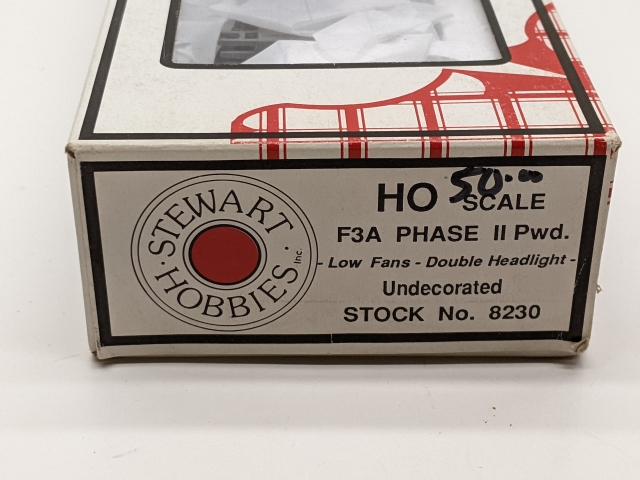 STEWART HOBBIES Inc.
HO SCALE
50.00
F3A PHASE II Pwd.
- Low Fans - Double Headlight -
Undecorated
STOCK No. 8230